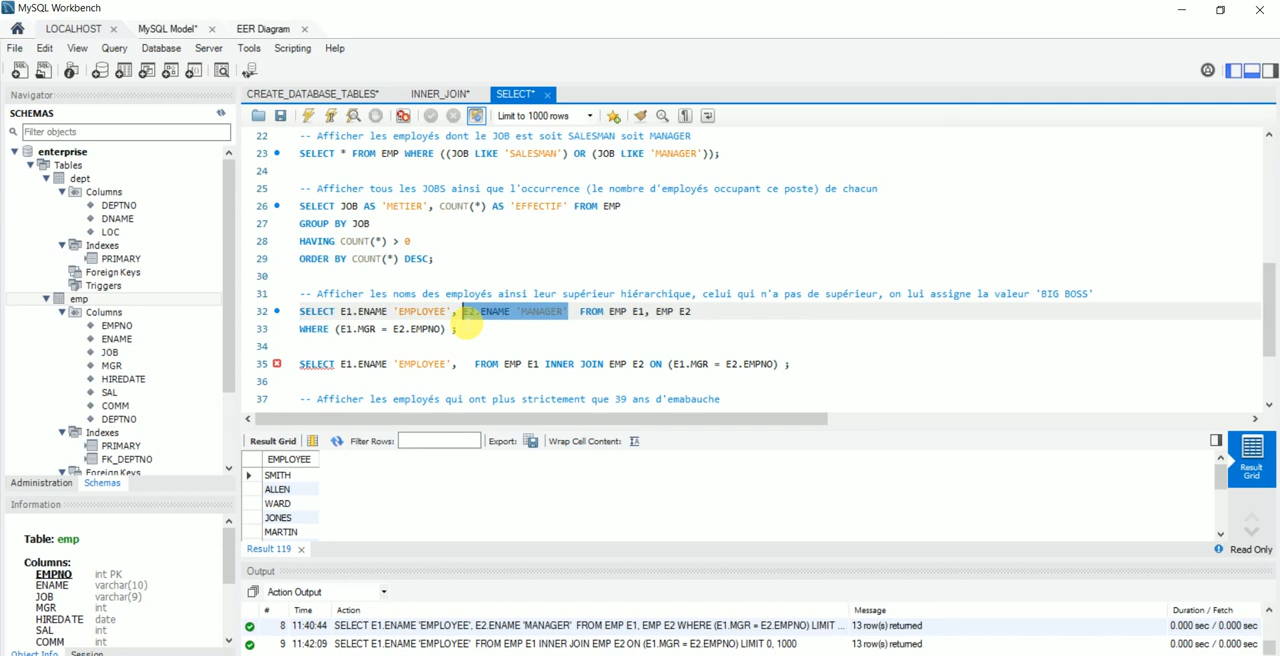 MySQL Workbench
LOCALHOST × MySQL Model* × EER Diagram ×
File Edit View Query Database Server Tools Scripting Help
Navigator
SCHEMAS
Filter objects
enterprise
Tables
dept
Columns
DEPTNO
DNAME
LOC
Indexes
PRIMARY
Foreign Keys
Triggers
emp
Columns
EMPNO
ENAME
JOB
MGR
HIREDATE
SAL
COMM
DEPTNO
Indexes
PRIMARY
FK_DEPTNO
Foreign Keys
Administration Schemas
Information
Table: emp
Columns:
EMPNO int PK
ENAME varchar(10)
JOB varchar(9)
MGR int
HIREDATE date
SAL int
COMM int
Object Info Session
CREATE_DATABASE_TABLES* INNER_JOIN* SELECT* ×
Limit to 1000 rows
22 -- Afficher les employés dont le JOB est soit SALESMAN soit MANAGER
23 SELECT * FROM EMP WHERE ((JOB LIKE 'SALESMAN') OR (JOB LIKE 'MANAGER'));
24
25 -- Afficher tous les JOBS ainsi que l'occurrence (le nombre d'employés occupant ce poste) de chacun
26 SELECT JOB AS 'METIER', COUNT(*) AS 'EFFECTIF' FROM EMP
27 GROUP BY JOB
28 HAVING COUNT(*) > 0
29 ORDER BY COUNT(*) DESC;
30
31 -- Afficher les noms des employés ainsi leur supérieur hiérarchique, celui qui n'a pas de supérieur, on lui assigne la valeur 'BIG BOSS'
32 SELECT E1.ENAME 'EMPLOYEE', E2.ENAME 'MANAGER' FROM EMP E1, EMP E2
33 WHERE (E1.MGR = E2.EMPNO) ;
34
35 SELECT E1.ENAME 'EMPLOYEE', FROM EMP E1 INNER JOIN EMP E2 ON (E1.MGR = E2.EMPNO) ;
36
37 -- Afficher les employés qui ont plus strictement que 39 ans d'emabauche
Result Grid Filter Rows: Export: Wrap Cell Content:
EMPLOYEE
SMITH
ALLEN
WARD
JONES
MARTIN
Result Grid
Result 119 × Read Only
Output
Action Output
# Time Action Message Duration / Fetch
8 11:40:44 SELECT E1.ENAME 'EMPLOYEE', E2.ENAME 'MANAGER' FROM EMP E1, EMP E2 WHERE (E1.MGR = E2.EMPNO) LIMIT ... 13 row(s) returned 0.000 sec / 0.000 sec
9 11:42:09 SELECT E1.ENAME 'EMPLOYEE' FROM EMP E1 INNER JOIN EMP E2 ON (E1.MGR = E2.EMPNO) LIMIT 0, 1000 13 row(s) returned 0.000 sec / 0.000 sec